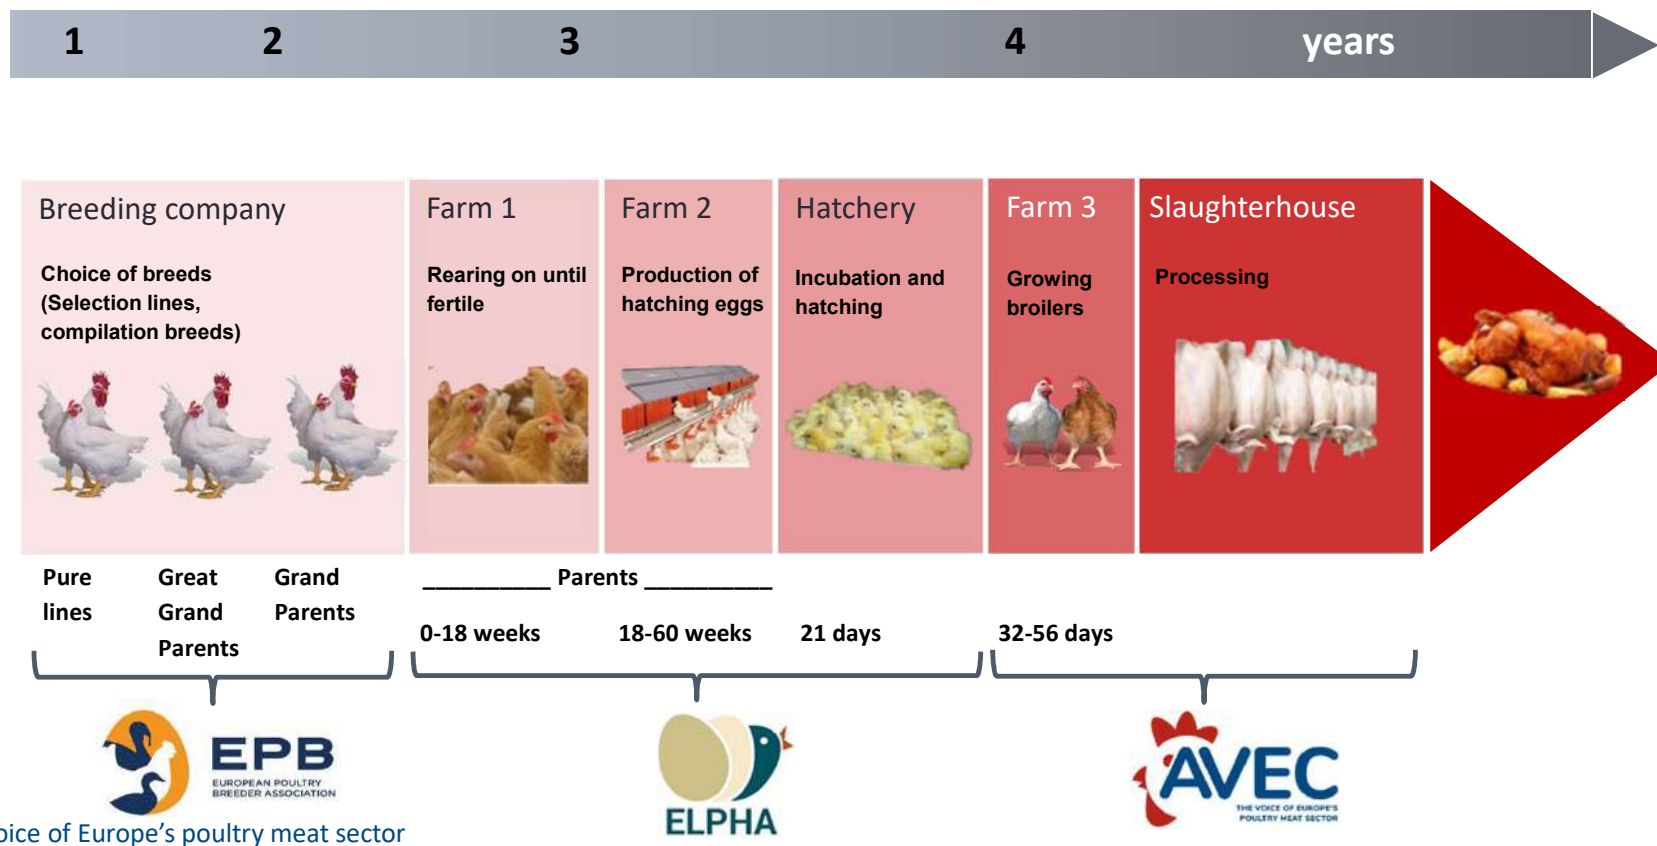 1 2 3 4 years
Breeding company
Choice of breeds
(Selection lines,
compilation breeds)
Farm 1
Rearing on until
fertile
Farm 2
Production of
hatching eggs
Hatchery
Incubation and
hatching
Farm 3
Growing
broilers
Slaughterhouse
Processing
Pure
lines
Great
Grand
Parents
Grand
Parents
__________ Parents __________
0-18 weeks
18-60 weeks
21 days
32-56 days
EPB
EUROPEAN POULTRY
BREEDER ASSOCIATION
ELPHA
AVEC
THE VOICE OF EUROPE'S
POULTRY MEAT SECTOR
oice of Europe's poultry meat sector